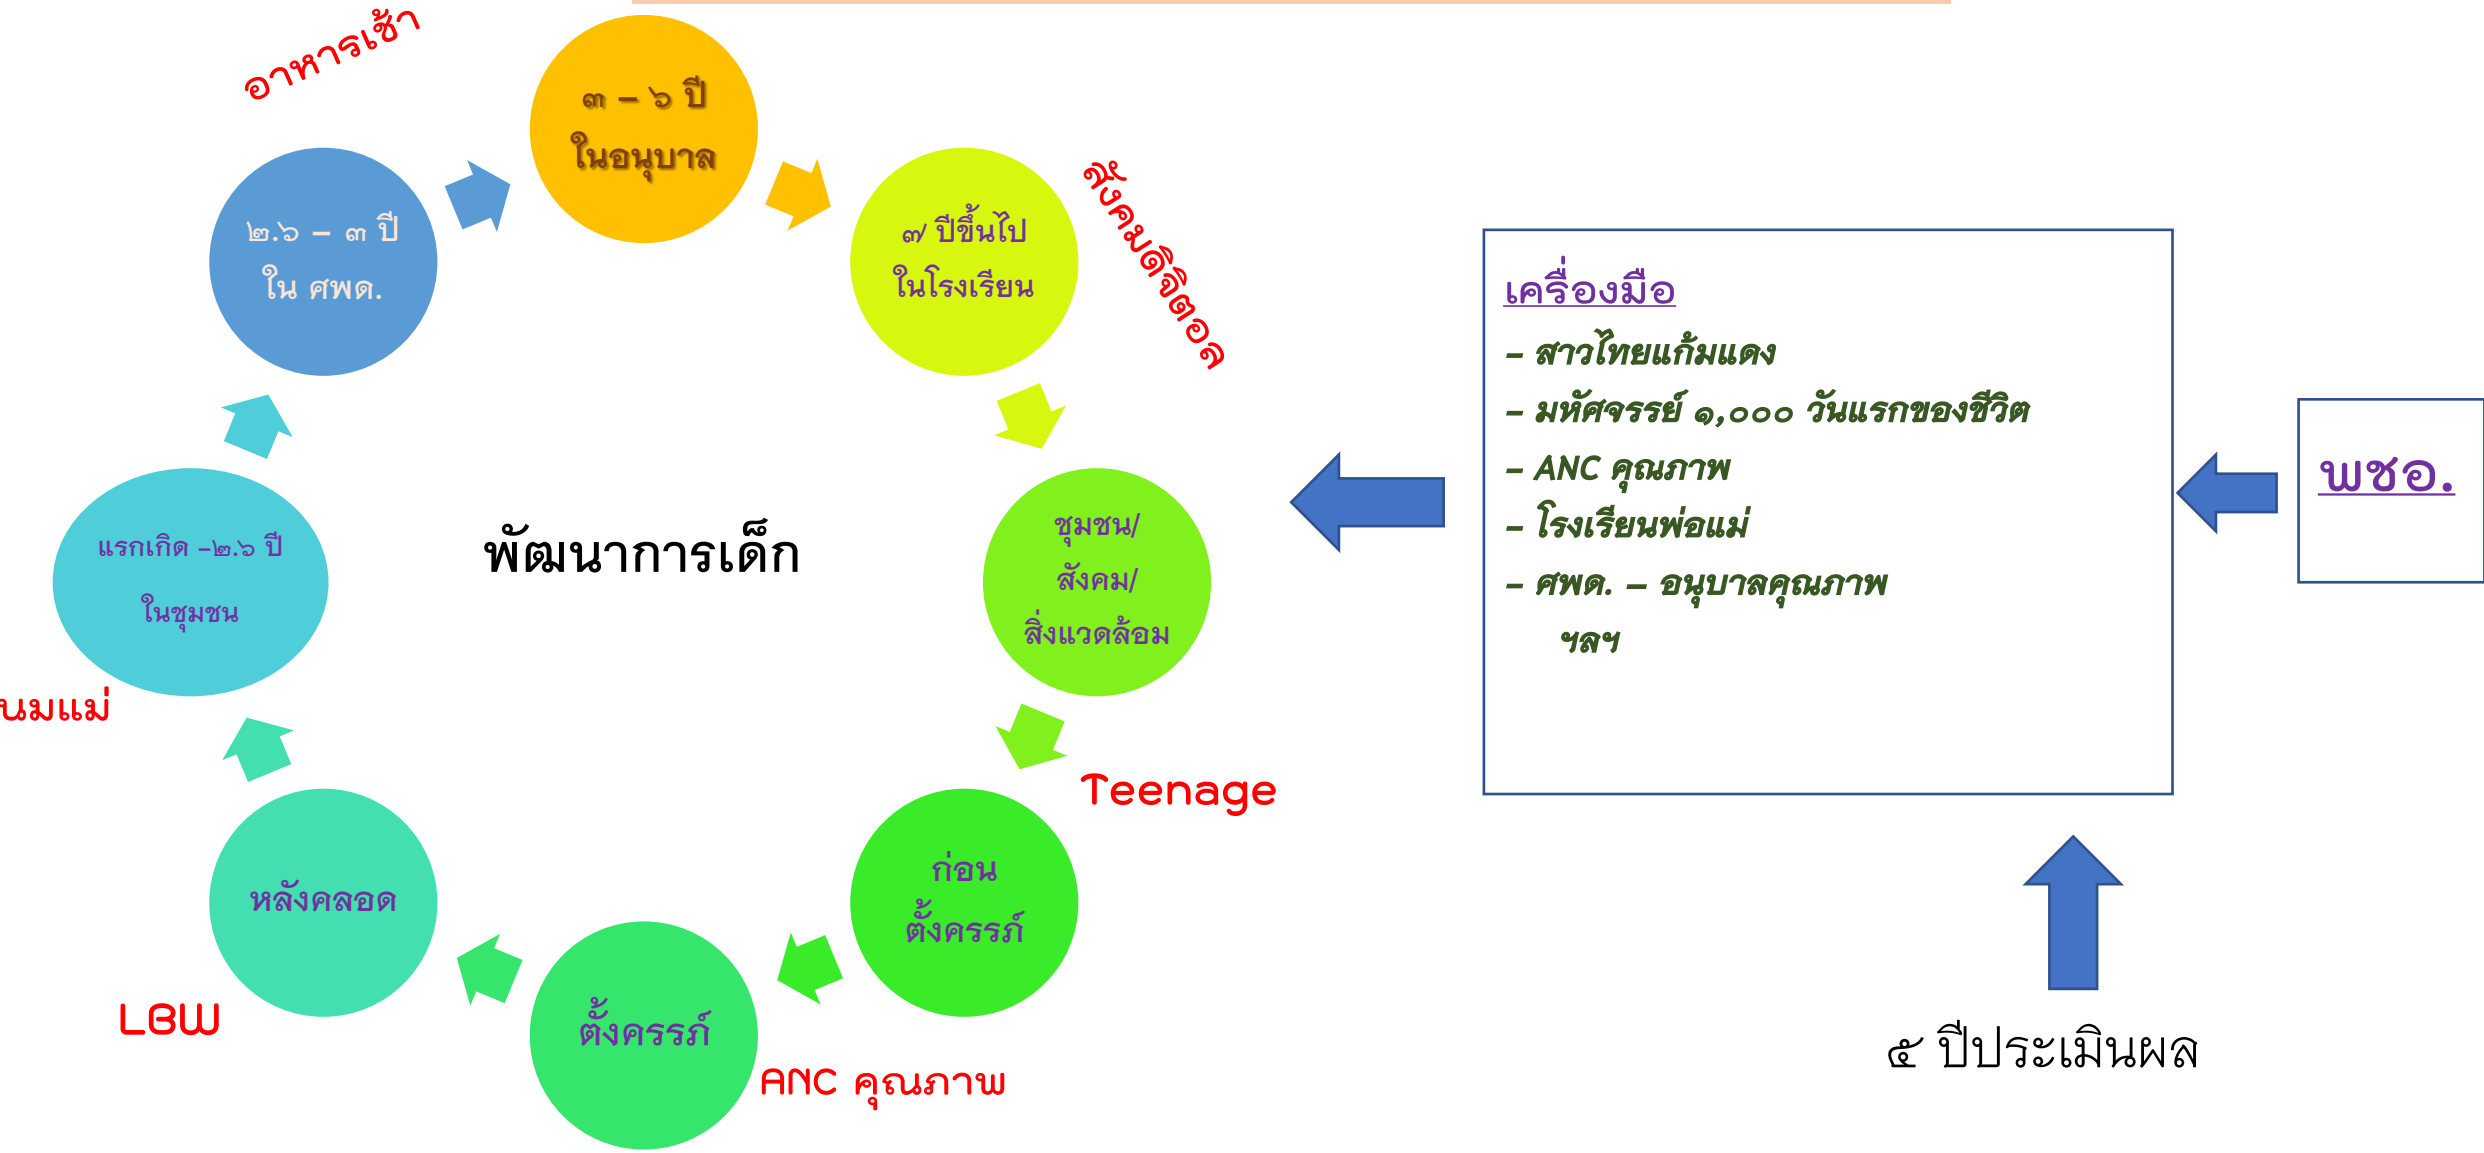 อาหารเช้า
๓ – ๖ ปี
ในอนุบาล
๒.๖ – ๓ ปี
ใน ศพด.
๗ ปีขึ้นไป
ในโรงเรียน
สังคมดิจิตอล
แรกเกิด –๒.๖ ปี
ในชุมชน
พัฒนาการเด็ก
ชุมชน/
สังคม/
สิ่งแวดล้อม
นมแม่
Teenage
หลังคลอด
ก่อน
ตั้งครรภ์
LBW
ตั้งครรภ์
ANC คุณภาพ
เครื่องมือ
– สาวไทยแก้มแดง
– มหัศจรรย์ ๑,๐๐๐ วันแรกของชีวิต
– ANC คุณภาพ
– โรงเรียนพ่อแม่
– ศพด. – อนุบาลคุณภาพ
ฯลฯ
พชอ.
๕ ปีประเมินผล